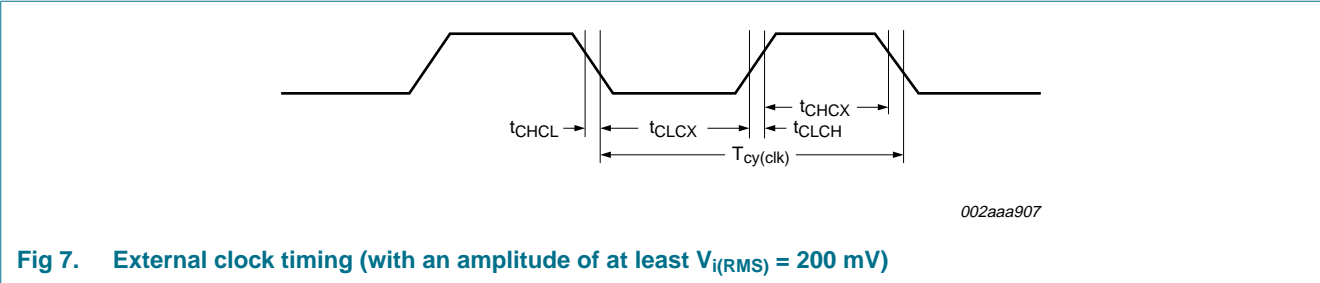 tCHCX
tCHCL tCLCX tCLCH
Tcy(clk)
002aaa907
Fig 7. External clock timing (with an amplitude of at least Vi(RMS) = 200 mV)